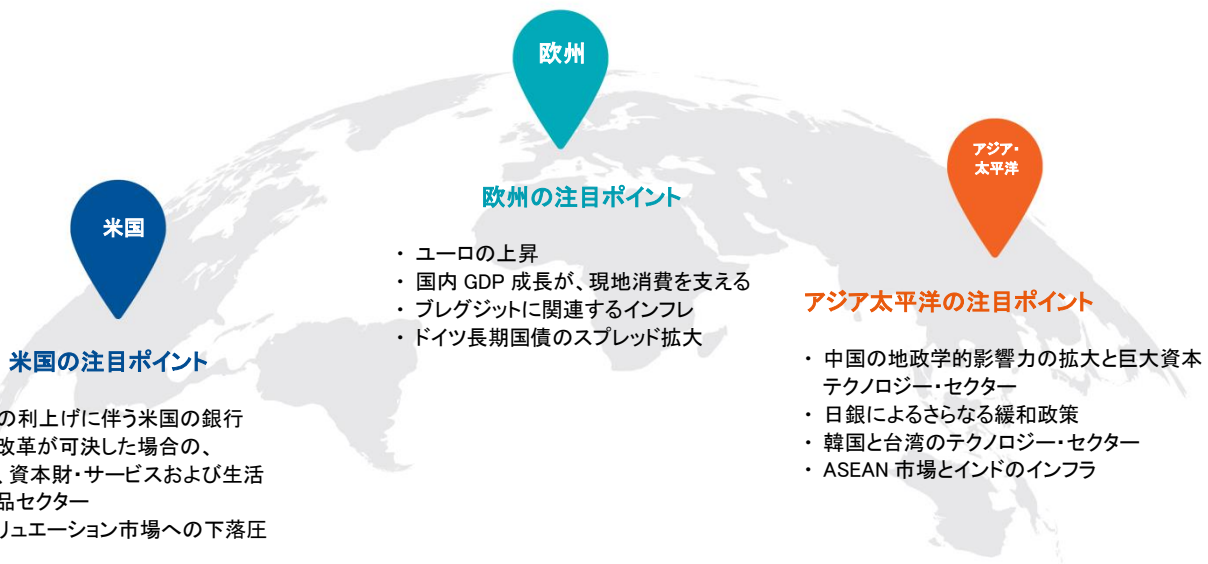 米国
米国の注目ポイント
の利上げに伴う米国の銀行
改革が可決した場合の、
、資本財・サービスおよび生活
品セクター
リュエーション市場への下落圧
欧州
欧州の注目ポイント
・ ユーロの上昇
・ 国内 GDP 成長が、現地消費を支える
・ ブレグジットに関連するインフレ
・ ドイツ長期国債のスプレッド拡大
アジア・
太平洋
アジア太平洋の注目ポイント
・ 中国の地政学的影響力の拡大と巨大資本
テクノロジー・セクター
・ 日銀によるさらなる緩和政策
・ 韓国と台湾のテクノロジー・セクター
・ ASEAN 市場とインドのインフラ